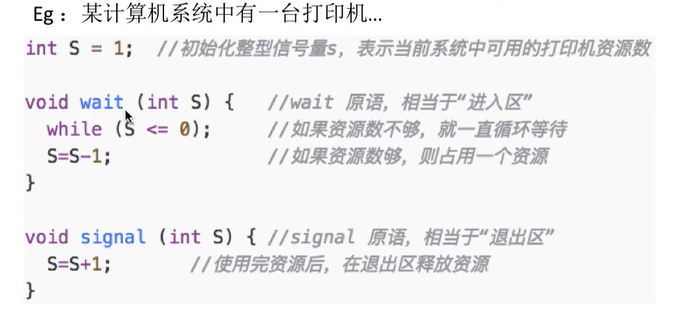 Eg：某计算机系统中有一台打印机...
int S = 1; //初始化整型信号量s，表示当前系统中可用的打印机资源数
void wait (int S) { //wait 原语，相当于“进入区”
while (S <= 0); //如果资源数不够，就一直循环等待
S=S-1; //如果资源数够，则占用一个资源
}
void signal (int S) { //signal 原语，相当于“退出区”
S=S+1; //使用完资源后，在退出区释放资源
}